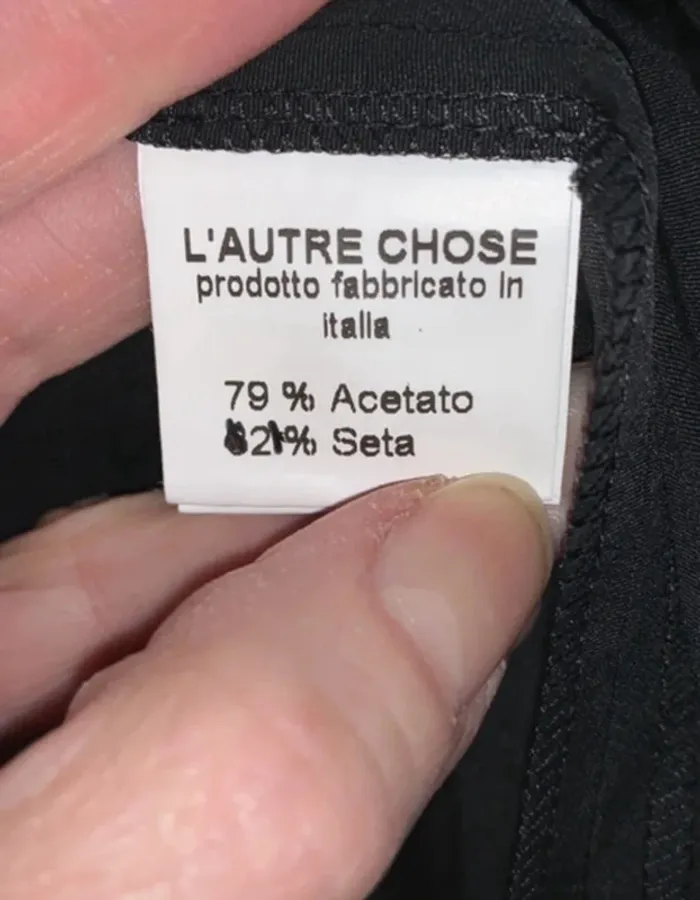 L'AUTRE CHOSE
prodotto fabbricato in
italia
79 % Acetato
21% Seta